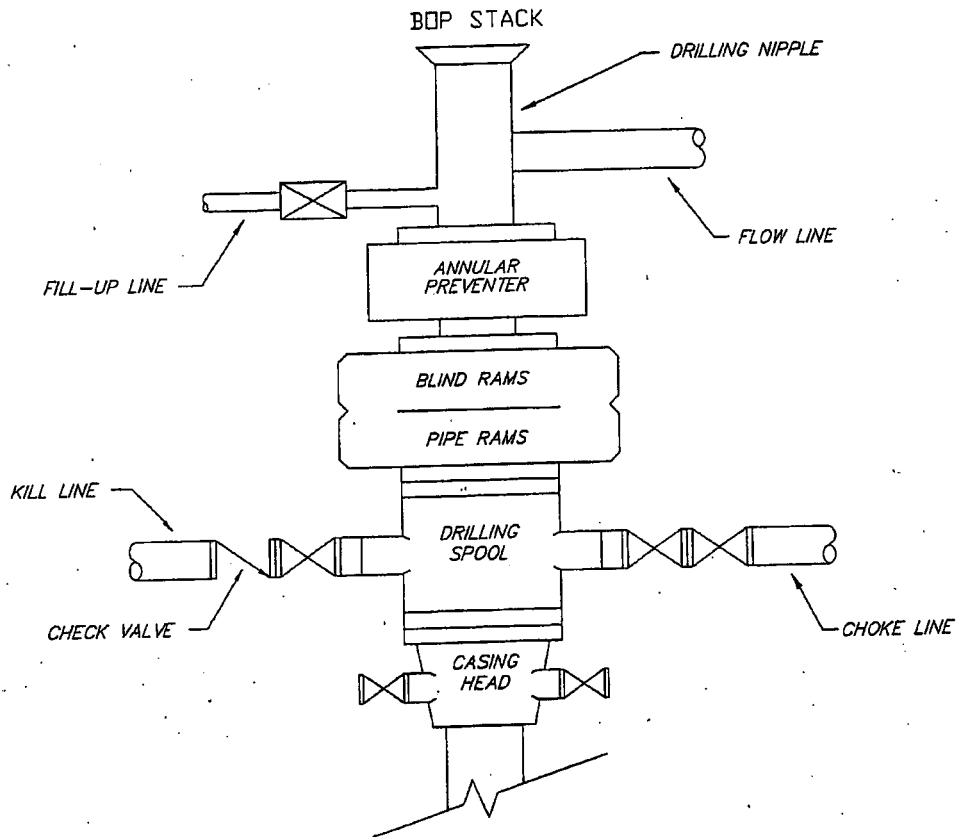 BOP STACK
DRILLING NIPPLE
FLOW LINE
FILL-UP LINE
ANNULAR
PREVENTER
BLIND RAMS
PIPE RAMS
KILL LINE
DRILLING
SPOOL
CHECK VALVE
CHOKE LINE
CASING
HEAD